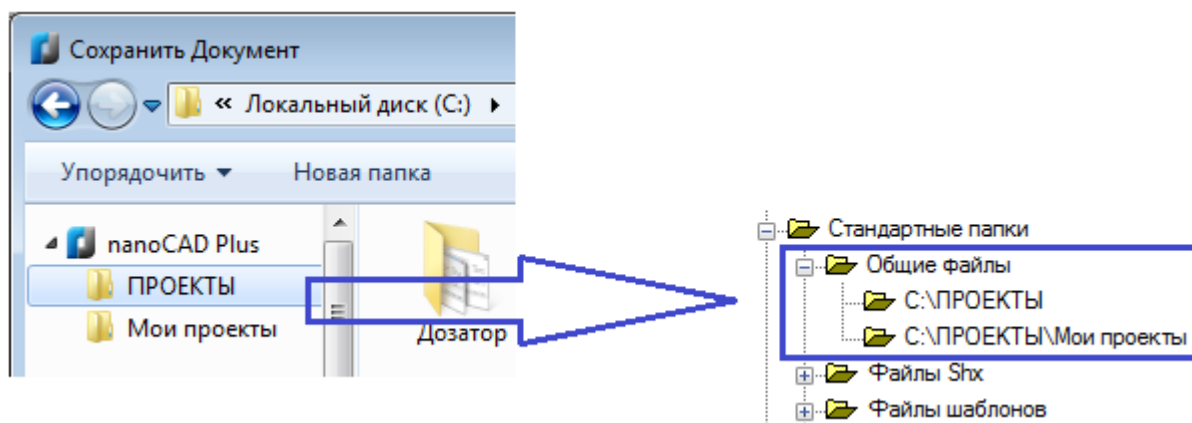 Сохранить Документ
« Локальный диск (C:)
Упорядочить Новая папка
nanoCAD Plus
ПРОЕКТЫ
Мои проекты
Дозатор
Стандартные папки
Общие файлы
C:\ПРОЕКТЫ
C:\ПРОЕКТЫ\Мои проекты
Файлы Shx
Файлы шаблонов